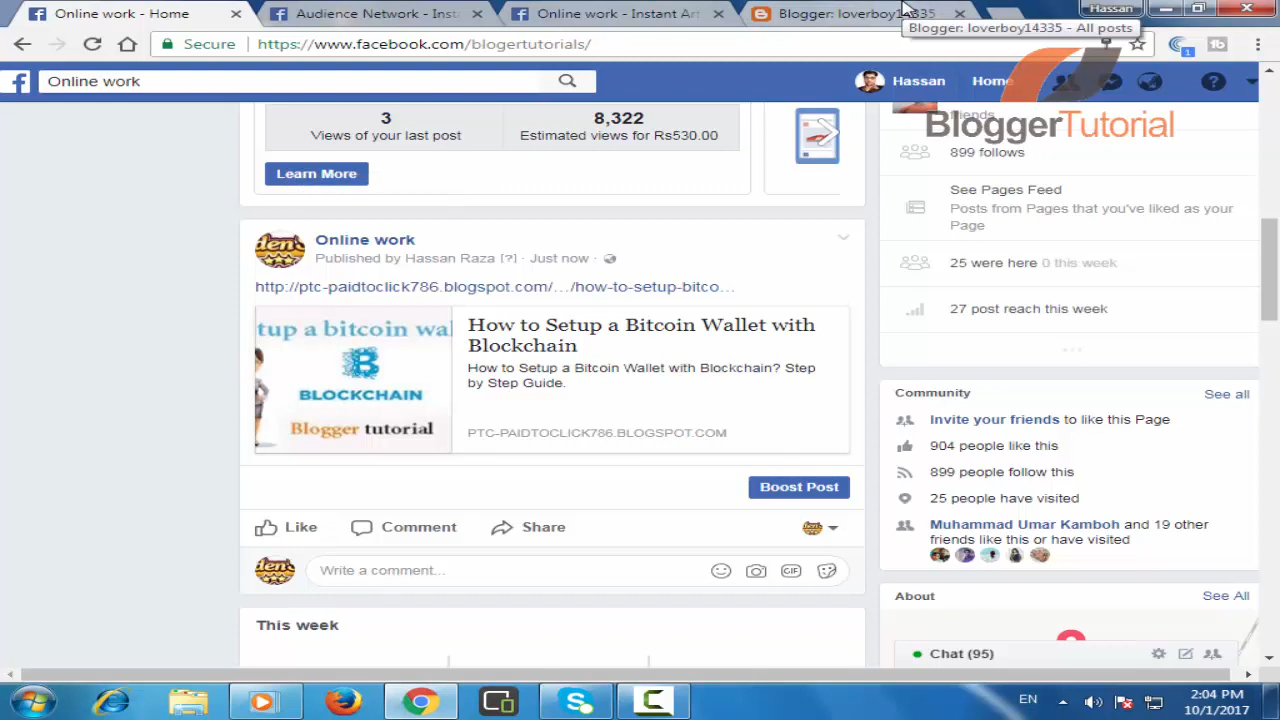 Online work - Home
Audience Network - Inst
Online work - Instant Art
Blogger: loverboy14335
Hassan
Blogger: loverboy14335 - All posts
Secure
https://www.facebook.com/blogertutorials/
1
Online work
Hassan
Home
BloggerTutorial
3
Views of your last post
8,322
Estimated views for Rs530.00
Learn More
friends
899 follows
See Pages Feed
Posts from Pages that you've liked as your
Page
25 were here 0 this week
27 post reach this week
Online work
Published by Hassan Raza [?] · Just now ·
http://ptc-paidtoclick786.blogspot.com/…/how-to-setup-bitco…
tup a bitcoin wal
BLOCKCHAIN
Blogger tutorial
How to Setup a Bitcoin Wallet with
Blockchain
How to Setup a Bitcoin Wallet with Blockchain? Step
by Step Guide.
PTC-PAIDTOCLICK786.BLOGSPOT.COM
Boost Post
Like
Comment
Share
Write a comment...
GIF
This week
Community
See all
Invite your friends to like this Page
904 people like this
899 people follow this
25 people have visited
Muhammad Umar Kamboh and 19 other
friends like this or have visited
About
See All
Chat (95)
EN
2:04 PM
10/1/2017